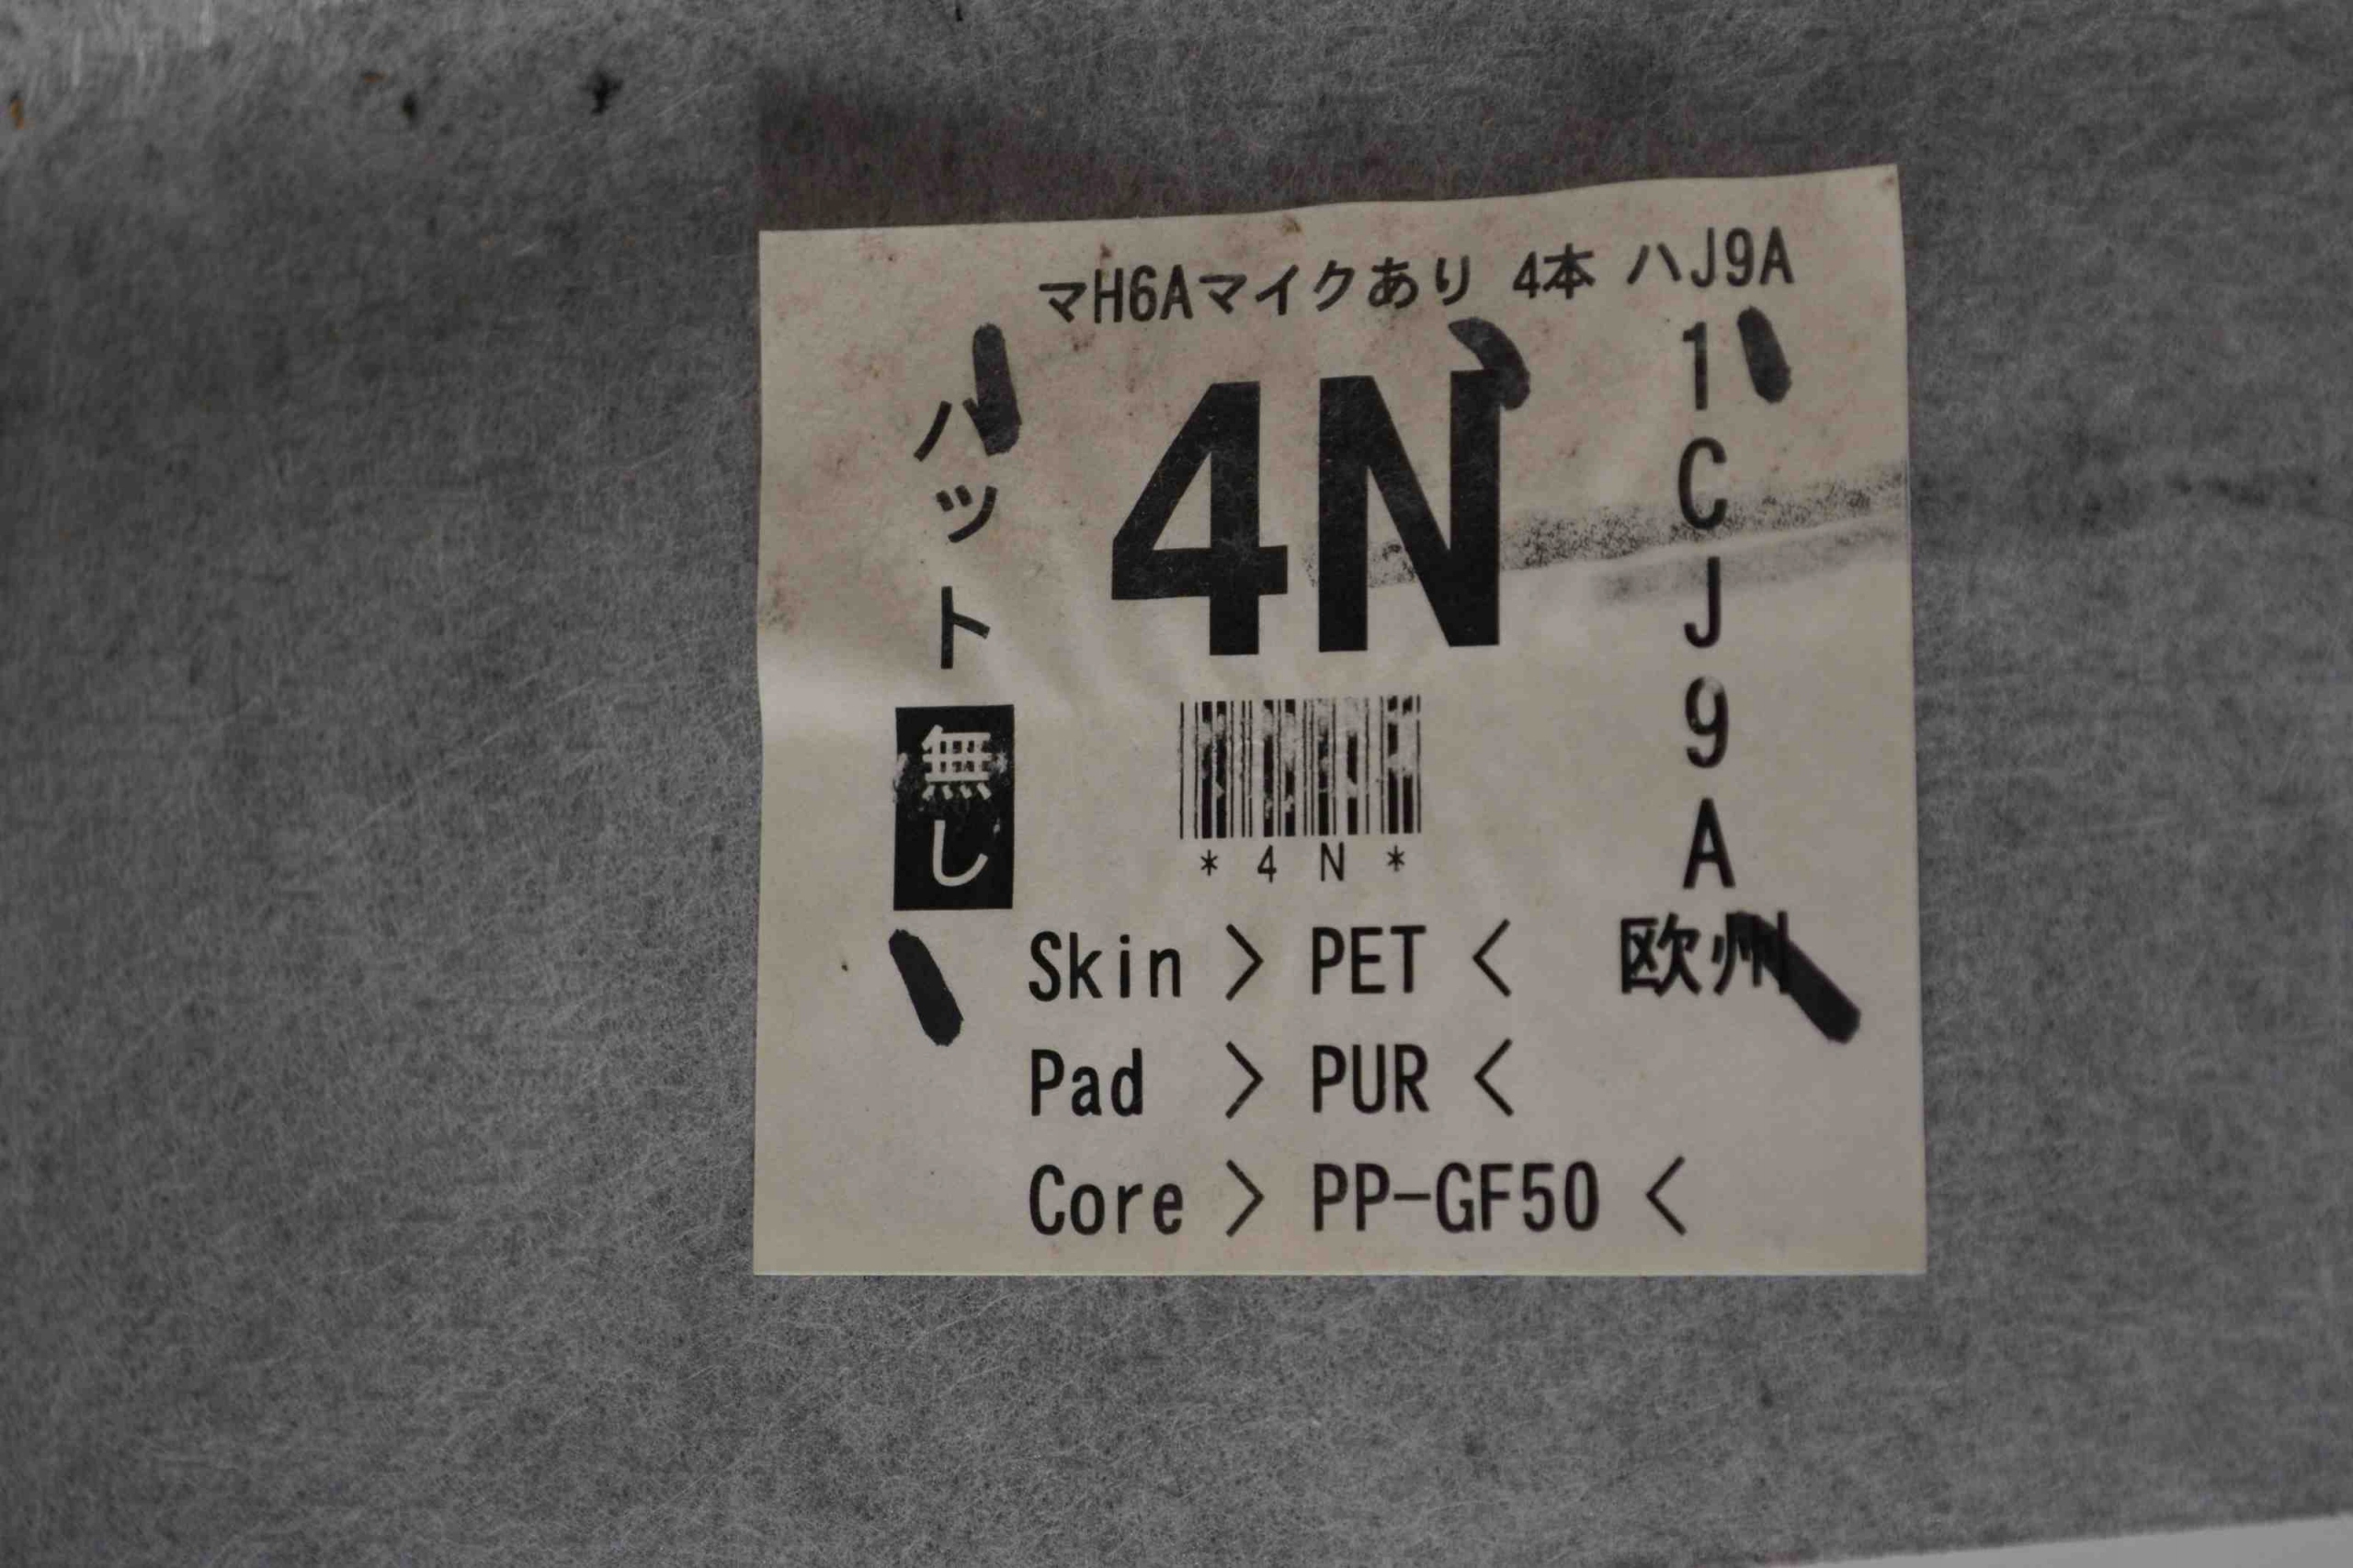 マH6Aマイクあり 4本 ハJ9A
ハット
無し
4N
*4N*
1CJ9A
欧州
Skin > PET <
Pad > PUR <
Core > PP-GF50 <